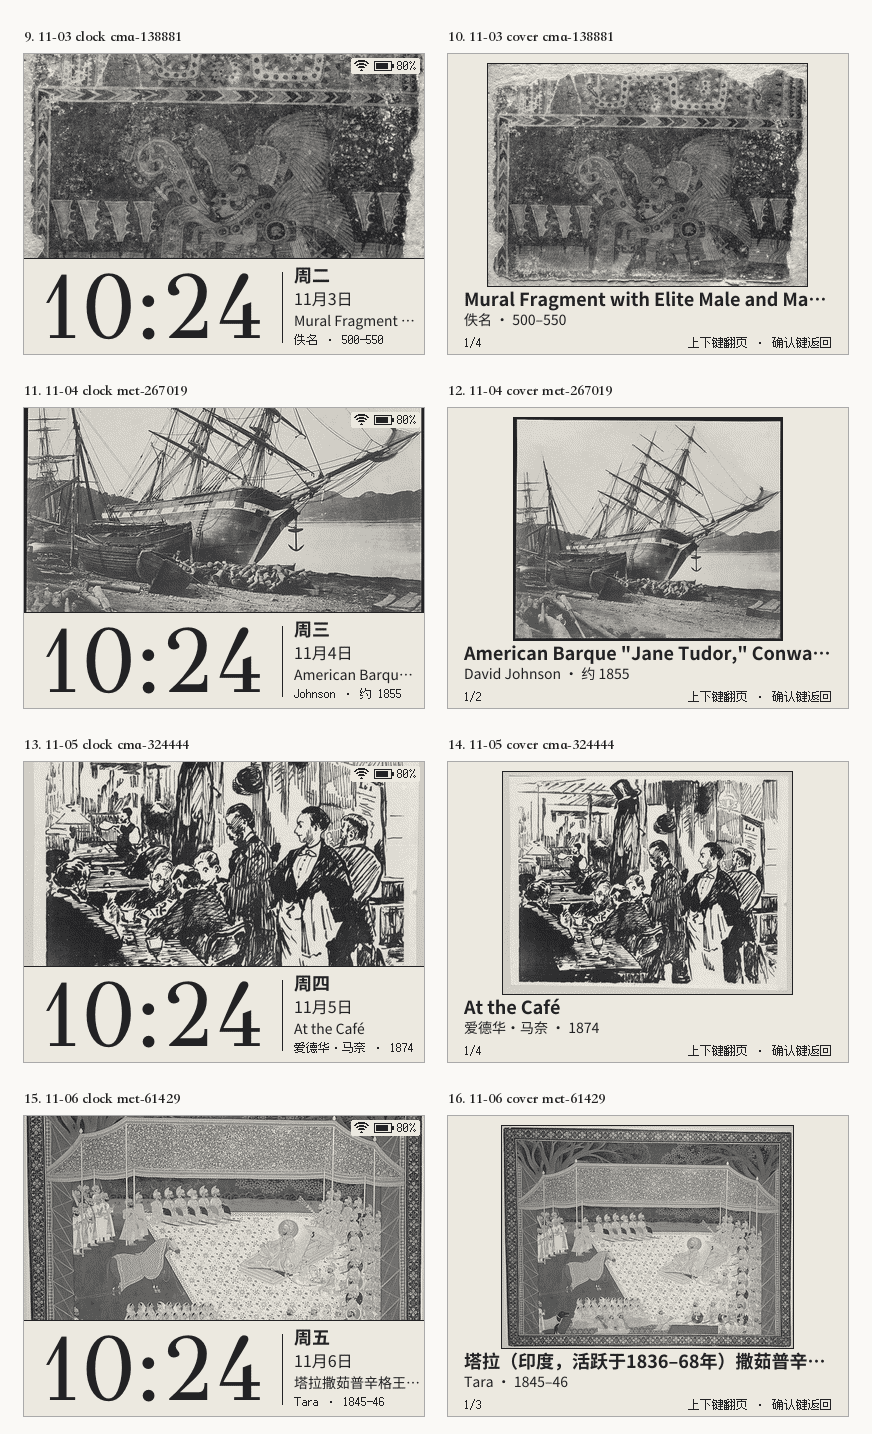 9. 11-03 clock cma-138881
80%
10:24
周二
11月3日
Mural Fragment …
佚名 · 500–550
10. 11-03 cover cma-138881
Mural Fragment with Elite Male and Ma…
佚名 · 500–550
1/4
上下键翻页 · 确认键返回
11. 11-04 clock met-267019
80%
10:24
周三
11月4日
American Barqu…
Johnson · 约 1855
12. 11-04 cover met-267019
American Barque "Jane Tudor," Conwa…
David Johnson · 约 1855
1/2
上下键翻页 · 确认键返回
13. 11-05 clock cma-324444
80%
10:24
周四
11月5日
At the Café
爱德华·马奈 · 1874
14. 11-05 cover cma-324444
At the Café
爱德华·马奈 · 1874
1/4
上下键翻页 · 确认键返回
15. 11-06 clock met-61429
80%
10:24
周五
11月6日
塔拉撒茹普辛格王…
Tara · 1845–46
16. 11-06 cover met-61429
塔拉（印度，活跃于1836–68年）撒茹普辛…
Tara · 1845–46
1/3
上下键翻页 · 确认键返回